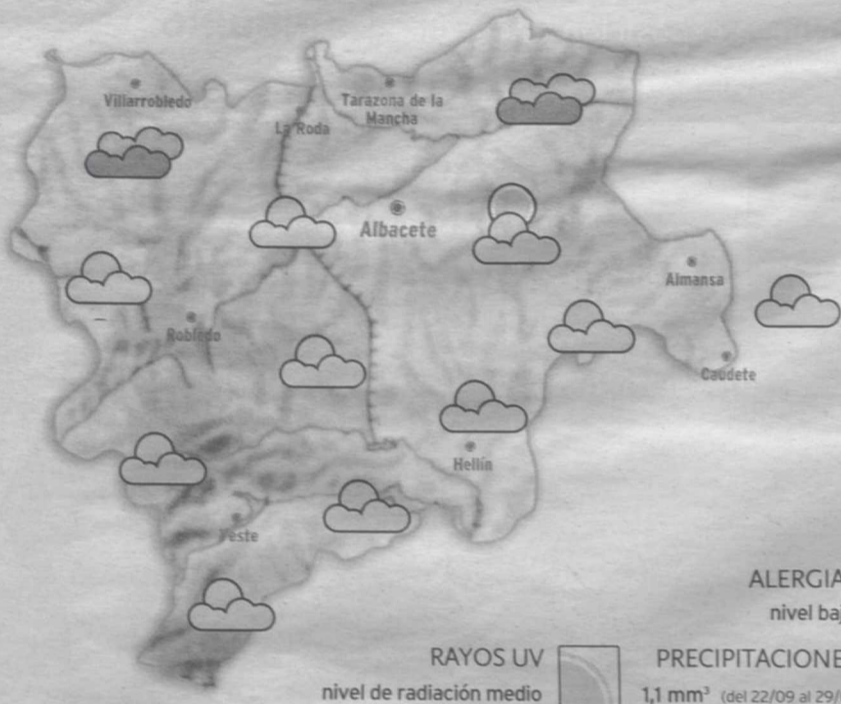 Villarrobledo
La Roda
Tarazona de la
Mancha
Albacete
Almansa
Robledo
Caudete
Hellín
Yeste
ALERGIA
nivel baj
RAYOS UV
nivel de radiación medio
PRECIPITACIONE
1,1 mm³ (del 22/09 al 29/